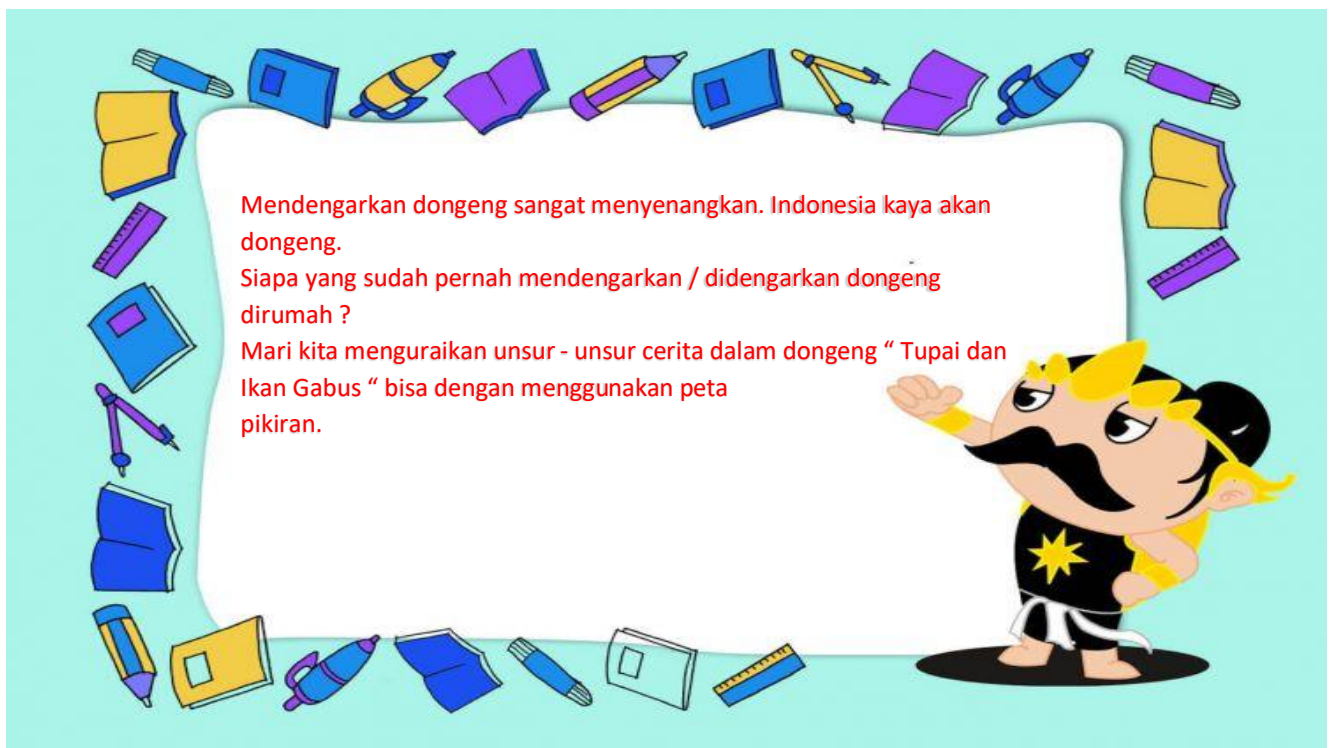 Mendengarkan dongeng sangat menyenangkan. Indonesia kaya akan
dongeng.
Siapa yang sudah pernah mendengarkan / didengarkan dongeng
dirumah ?
Mari kita menguraikan unsur - unsur cerita dalam dongeng “ Tupai dan
Ikan Gabus “ bisa dengan menggunakan peta
pikiran.